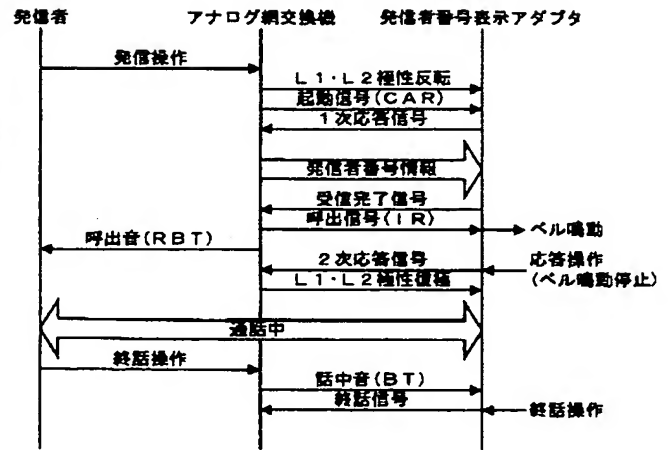 発信者 アナログ網交換機 発信者番号表示アダプタ
発信操作
L1・L2極性反転
起動信号(CAR)
1次応答信号
発信者番号情報
受信完了信号
呼出信号(IR)
ベル鳴動
呼出音(RBT)
2次応答信号
応答操作
(ベル鳴動停止)
L1・L2極性復極
通話中
終話操作
話中音(BT)
終話信号
終話操作